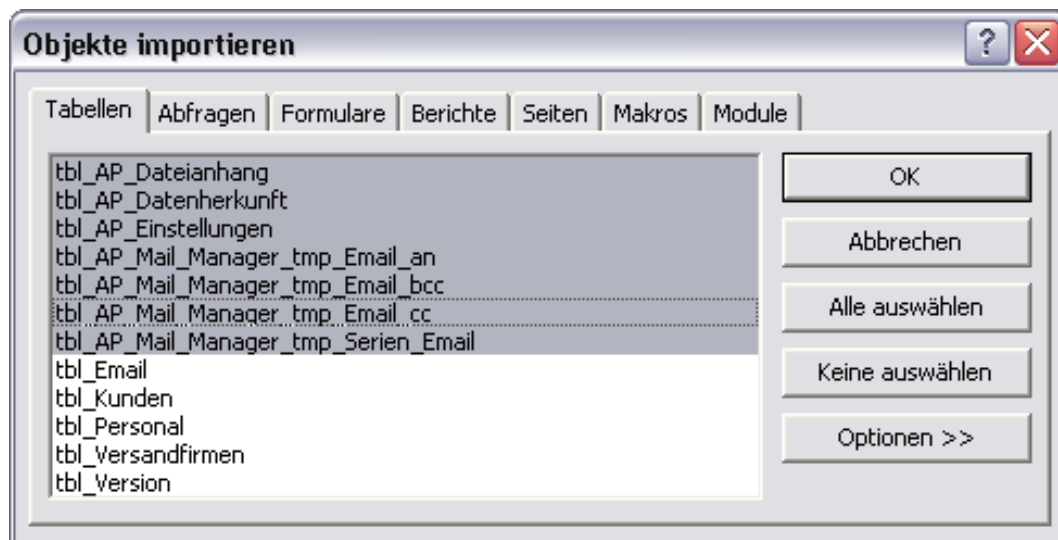 Objekte importieren
Tabellen Abfragen Formulare Berichte Seiten Makros Module
tbl_AP_Dateianhang
tbl_AP_Datenherkunft
tbl_AP_Einstellungen
tbl_AP_Mail_Manager_tmp_Email_an
tbl_AP_Mail_Manager_tmp_Email_bcc
tbl_AP_Mail_Manager_tmp_Email_cc
tbl_AP_Mail_Manager_tmp_Serien_Email
tbl_Email
tbl_Kunden
tbl_Personal
tbl_Versandfirmen
tbl_Version
OK
Abbrechen
Alle auswählen
Keine auswählen
Optionen >>